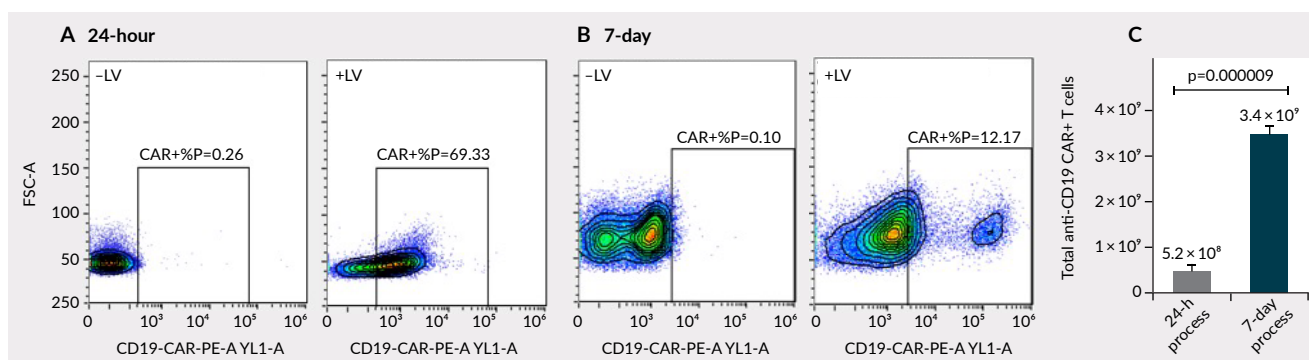 A 24-hour
B 7-day
C
–LV
+LV
–LV
+LV
CAR+%P=0.26
CAR+%P=69.33
CAR+%P=0.10
CAR+%P=12.17
FSC-A
250
200
150
100
50
250
0 10³ 10⁴ 10⁵ 10⁶
0 10³ 10⁴ 10⁵ 10⁶
0 10³ 10⁴ 10⁵ 10⁶
0 10³ 10⁴ 10⁵ 10⁶
CD19-CAR-PE-A YL1-A
CD19-CAR-PE-A YL1-A
CD19-CAR-PE-A YL1-A
CD19-CAR-PE-A YL1-A
Total anti-CD19 CAR+ T cells
p=0.000009
4×10⁹
3×10⁹
2×10⁹
1×10⁹
0
5.2×10⁸
3.4×10⁹
24-h
process
7-day
process